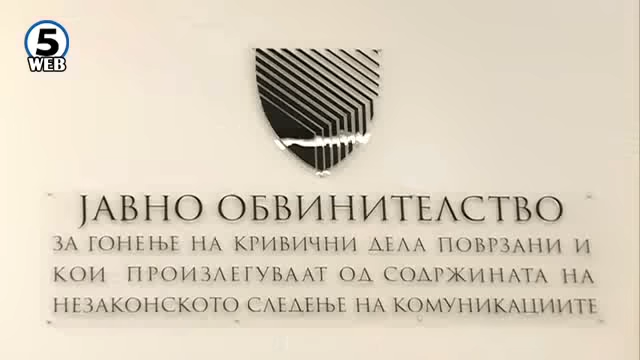 5
WEB
ЈАВНО ОБВИНИТЕЛСТВО
ЗА ГОНЕЊЕ НА КРИВИЧНИ ДЕЛА ПОВРЗАНИ И
КОИ ПРОИЗЛЕГУВААТ ОД СОДРЖИНАТА НА
НЕЗАКОНСКОТО СЛЕДЕЊЕ НА КОМУНИКАЦИИТЕ